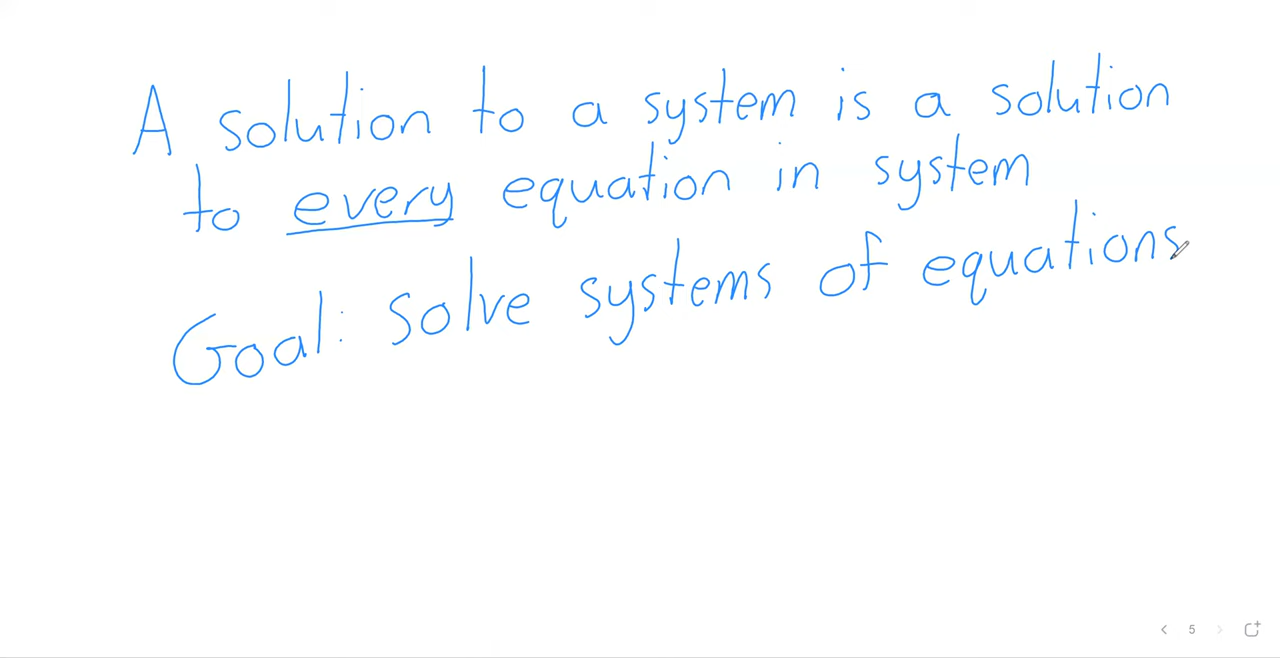 A solution to a system is a solution
to every equation in system
Goal: Solve systems of equations
5